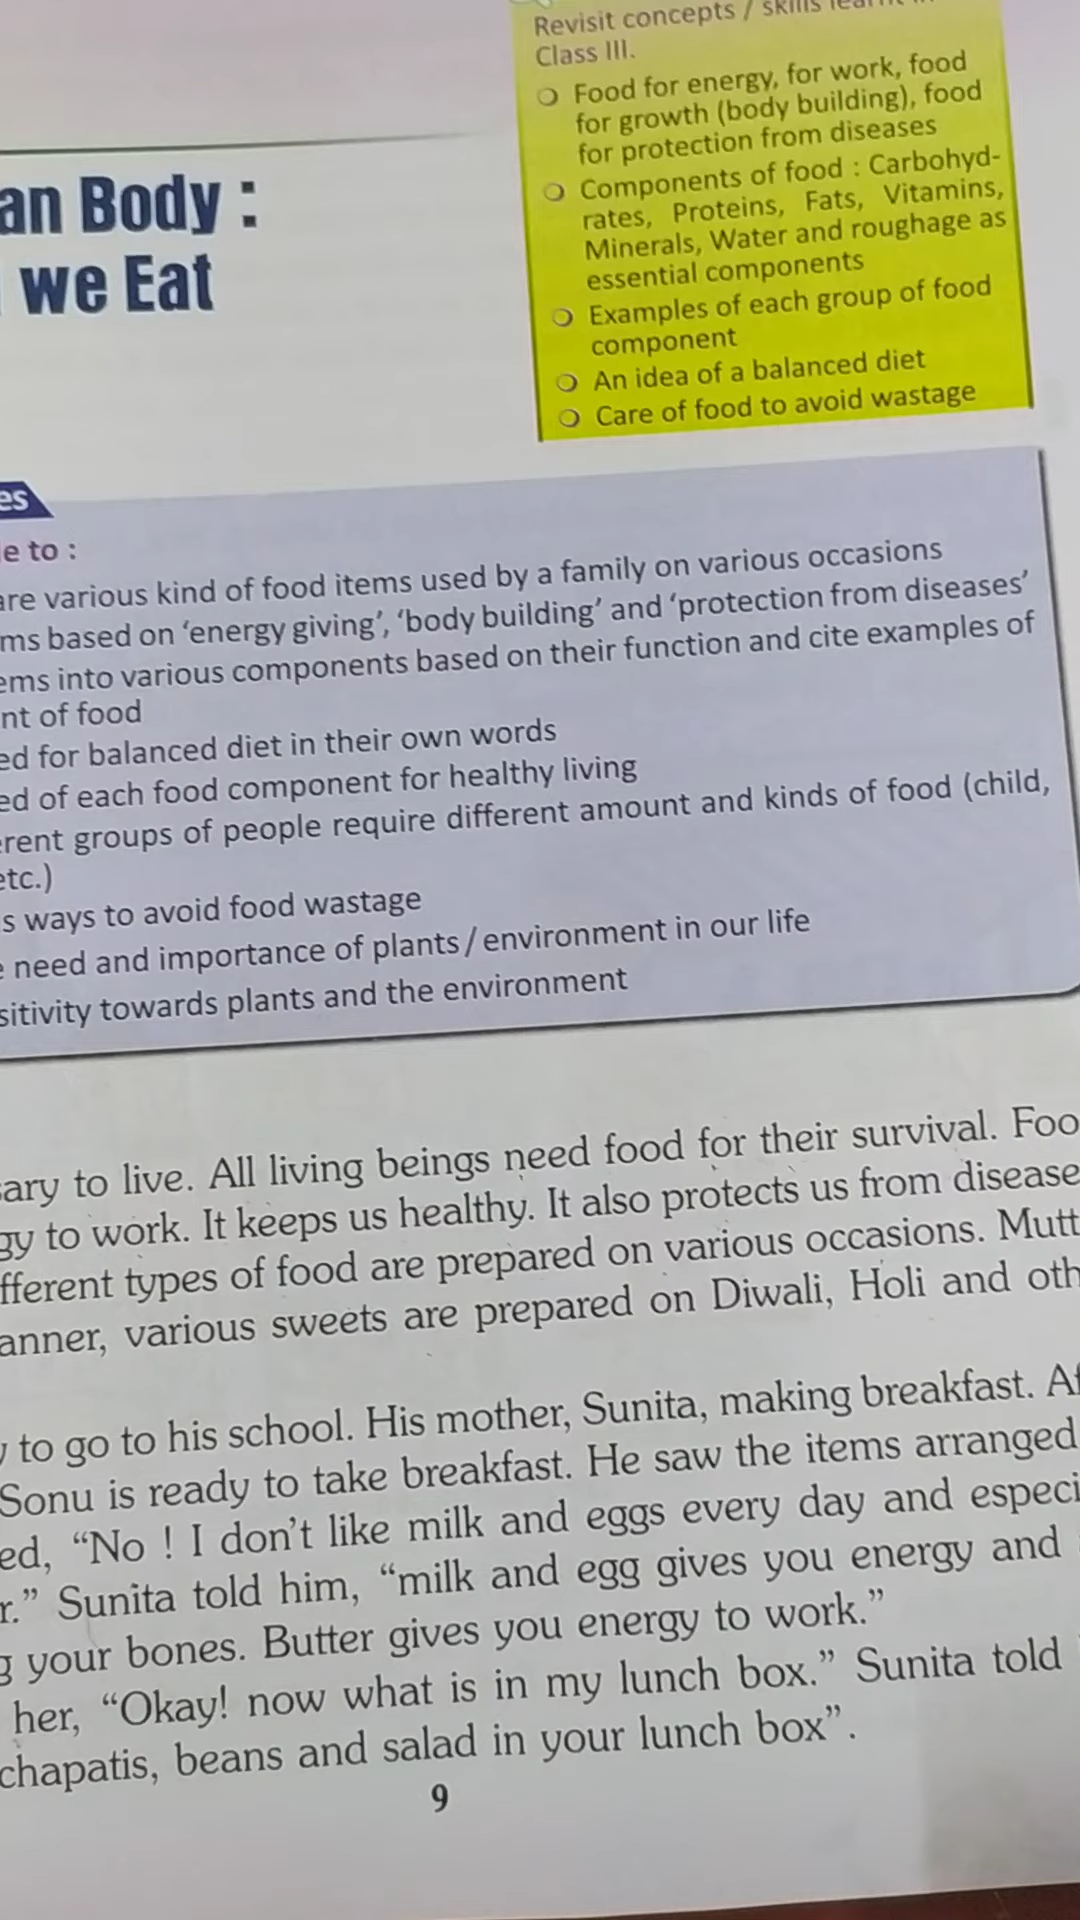 Revisit concepts / skills
Class III.
Food for energy, for work, food
for growth (body building), food
for protection from diseases
Components of food : Carbohyd-
rates, Proteins, Fats, Vitamins,
Minerals, Water and roughage as
essential components
Examples of each group of food
component
An idea of a balanced diet
Care of food to avoid wastage
an Body :
we Eat
es
e to :
are various kind of food items used by a family on various occasions
ms based on ‘energy giving’, ‘body building’ and ‘protection from diseases’
ems into various components based on their function and cite examples of
nt of food
ed for balanced diet in their own words
ed of each food component for healthy living
erent groups of people require different amount and kinds of food (child,
etc.)
s ways to avoid food wastage
e need and importance of plants / environment in our life
sitivity towards plants and the environment
sary to live. All living beings need food for their survival. Foo
gy to work. It keeps us healthy. It also protects us from disease
fferent types of food are prepared on various occasions. Mutt
anner, various sweets are prepared on Diwali, Holi and oth
y to go to his school. His mother, Sunita, making breakfast. Af
Sonu is ready to take breakfast. He saw the items arranged
ed, “No ! I don’t like milk and eggs every day and especi
r.” Sunita told him, “milk and egg gives you energy and
g your bones. Butter gives you energy to work.”
her, “Okay! now what is in my lunch box.” Sunita told
chapatis, beans and salad in your lunch box”.
9